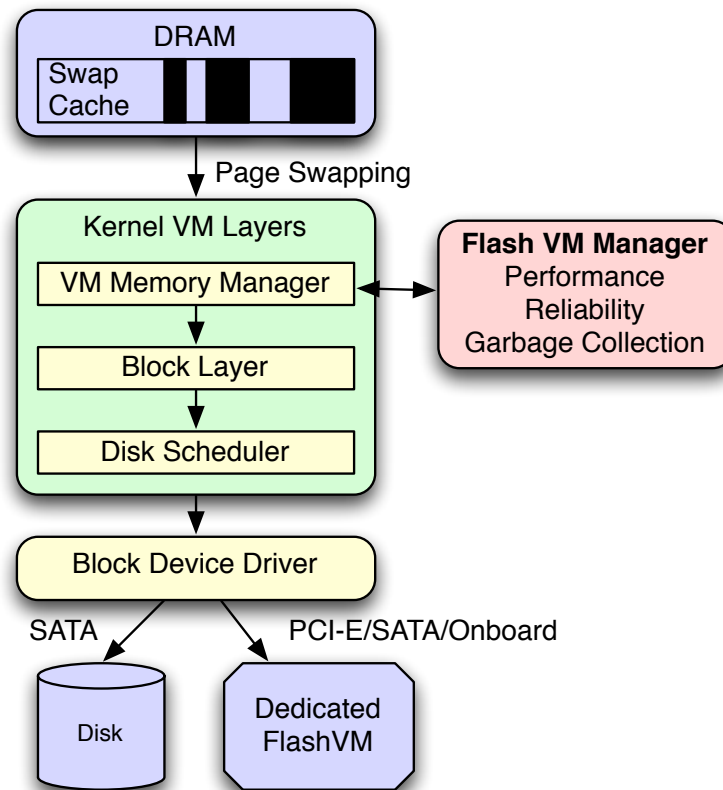 DRAM
Swap
Cache
Page Swapping
Kernel VM Layers
VM Memory Manager
Block Layer
Disk Scheduler
Flash VM Manager
Performance
Reliability
Garbage Collection
Block Device Driver
SATA
PCI-E/SATA/Onboard
Disk
Dedicated
FlashVM